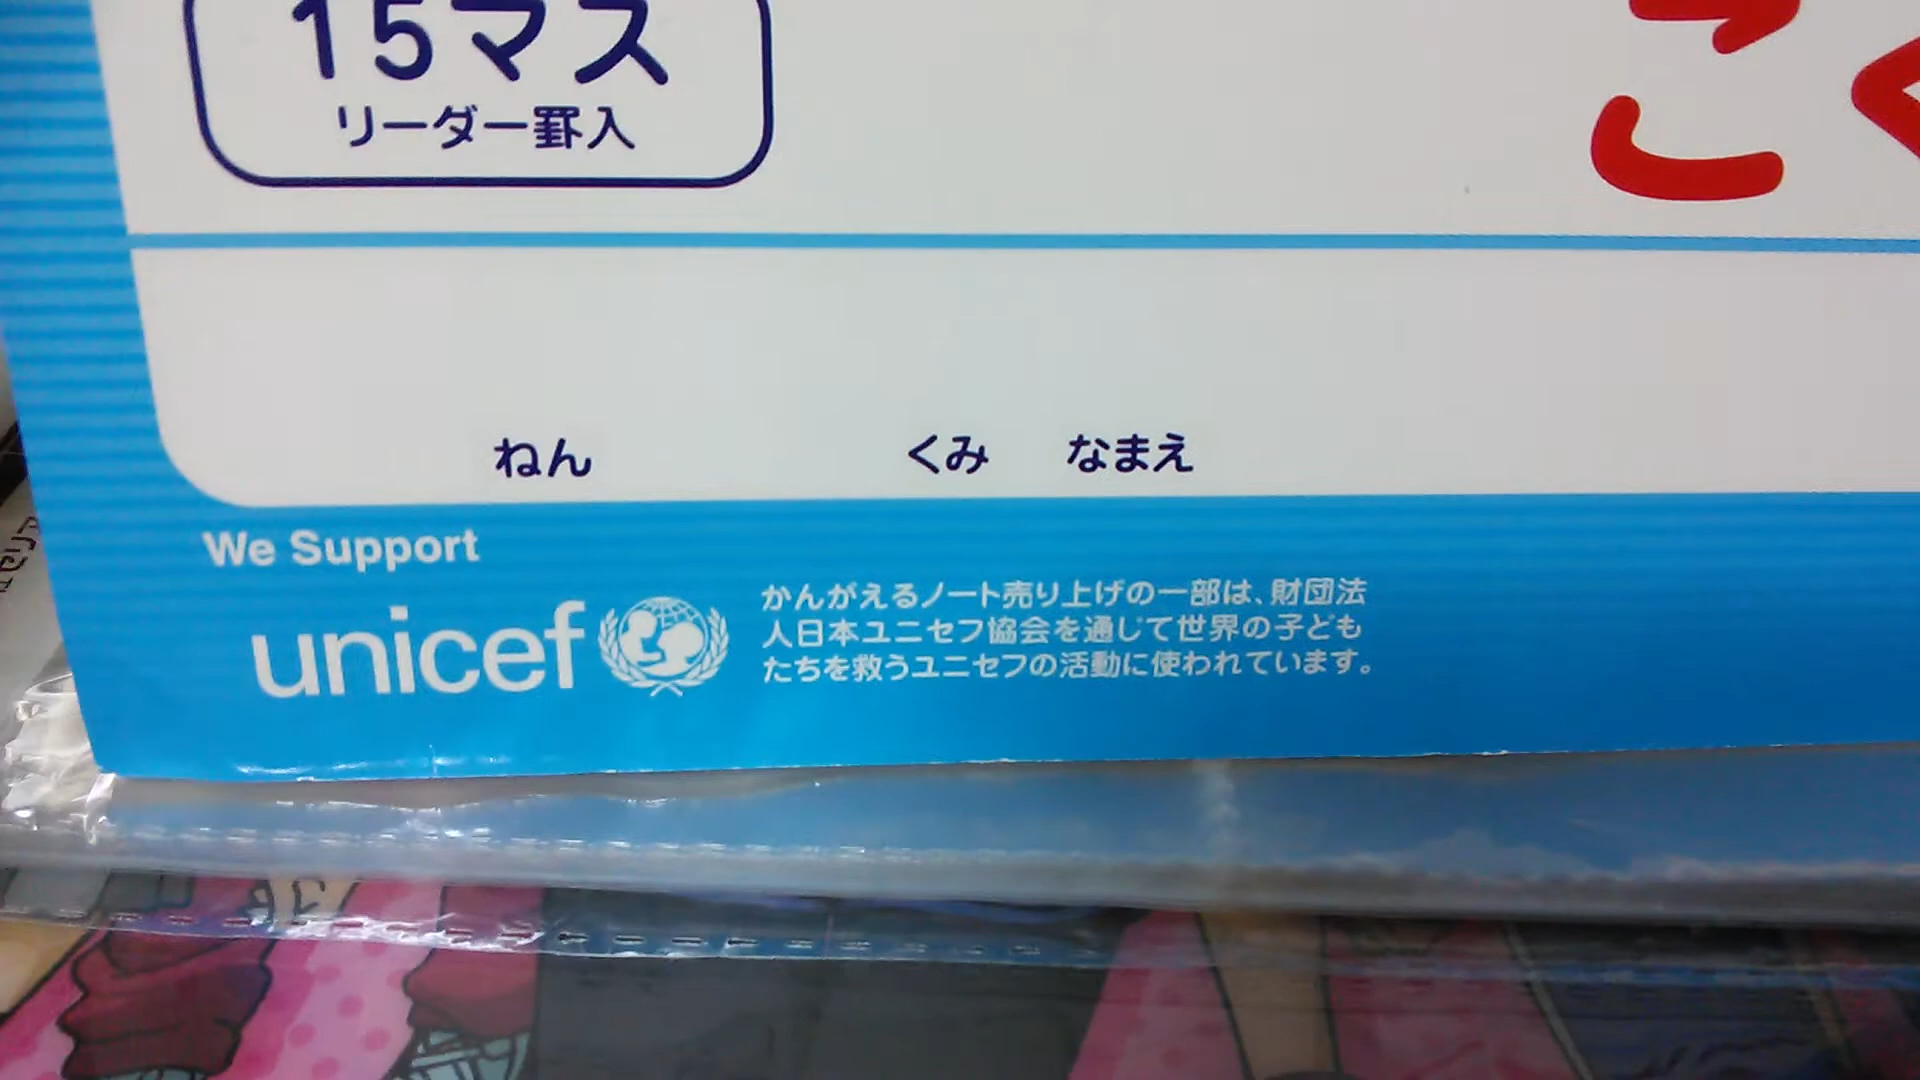 15マス
リーダー罫入
こく
ねん くみ なまえ
We Support
unicef
かんがえるノート売り上げの一部は、財団法
人日本ユニセフ協会を通じて世界の子ども
たちを救うユニセフの活動に使われています。